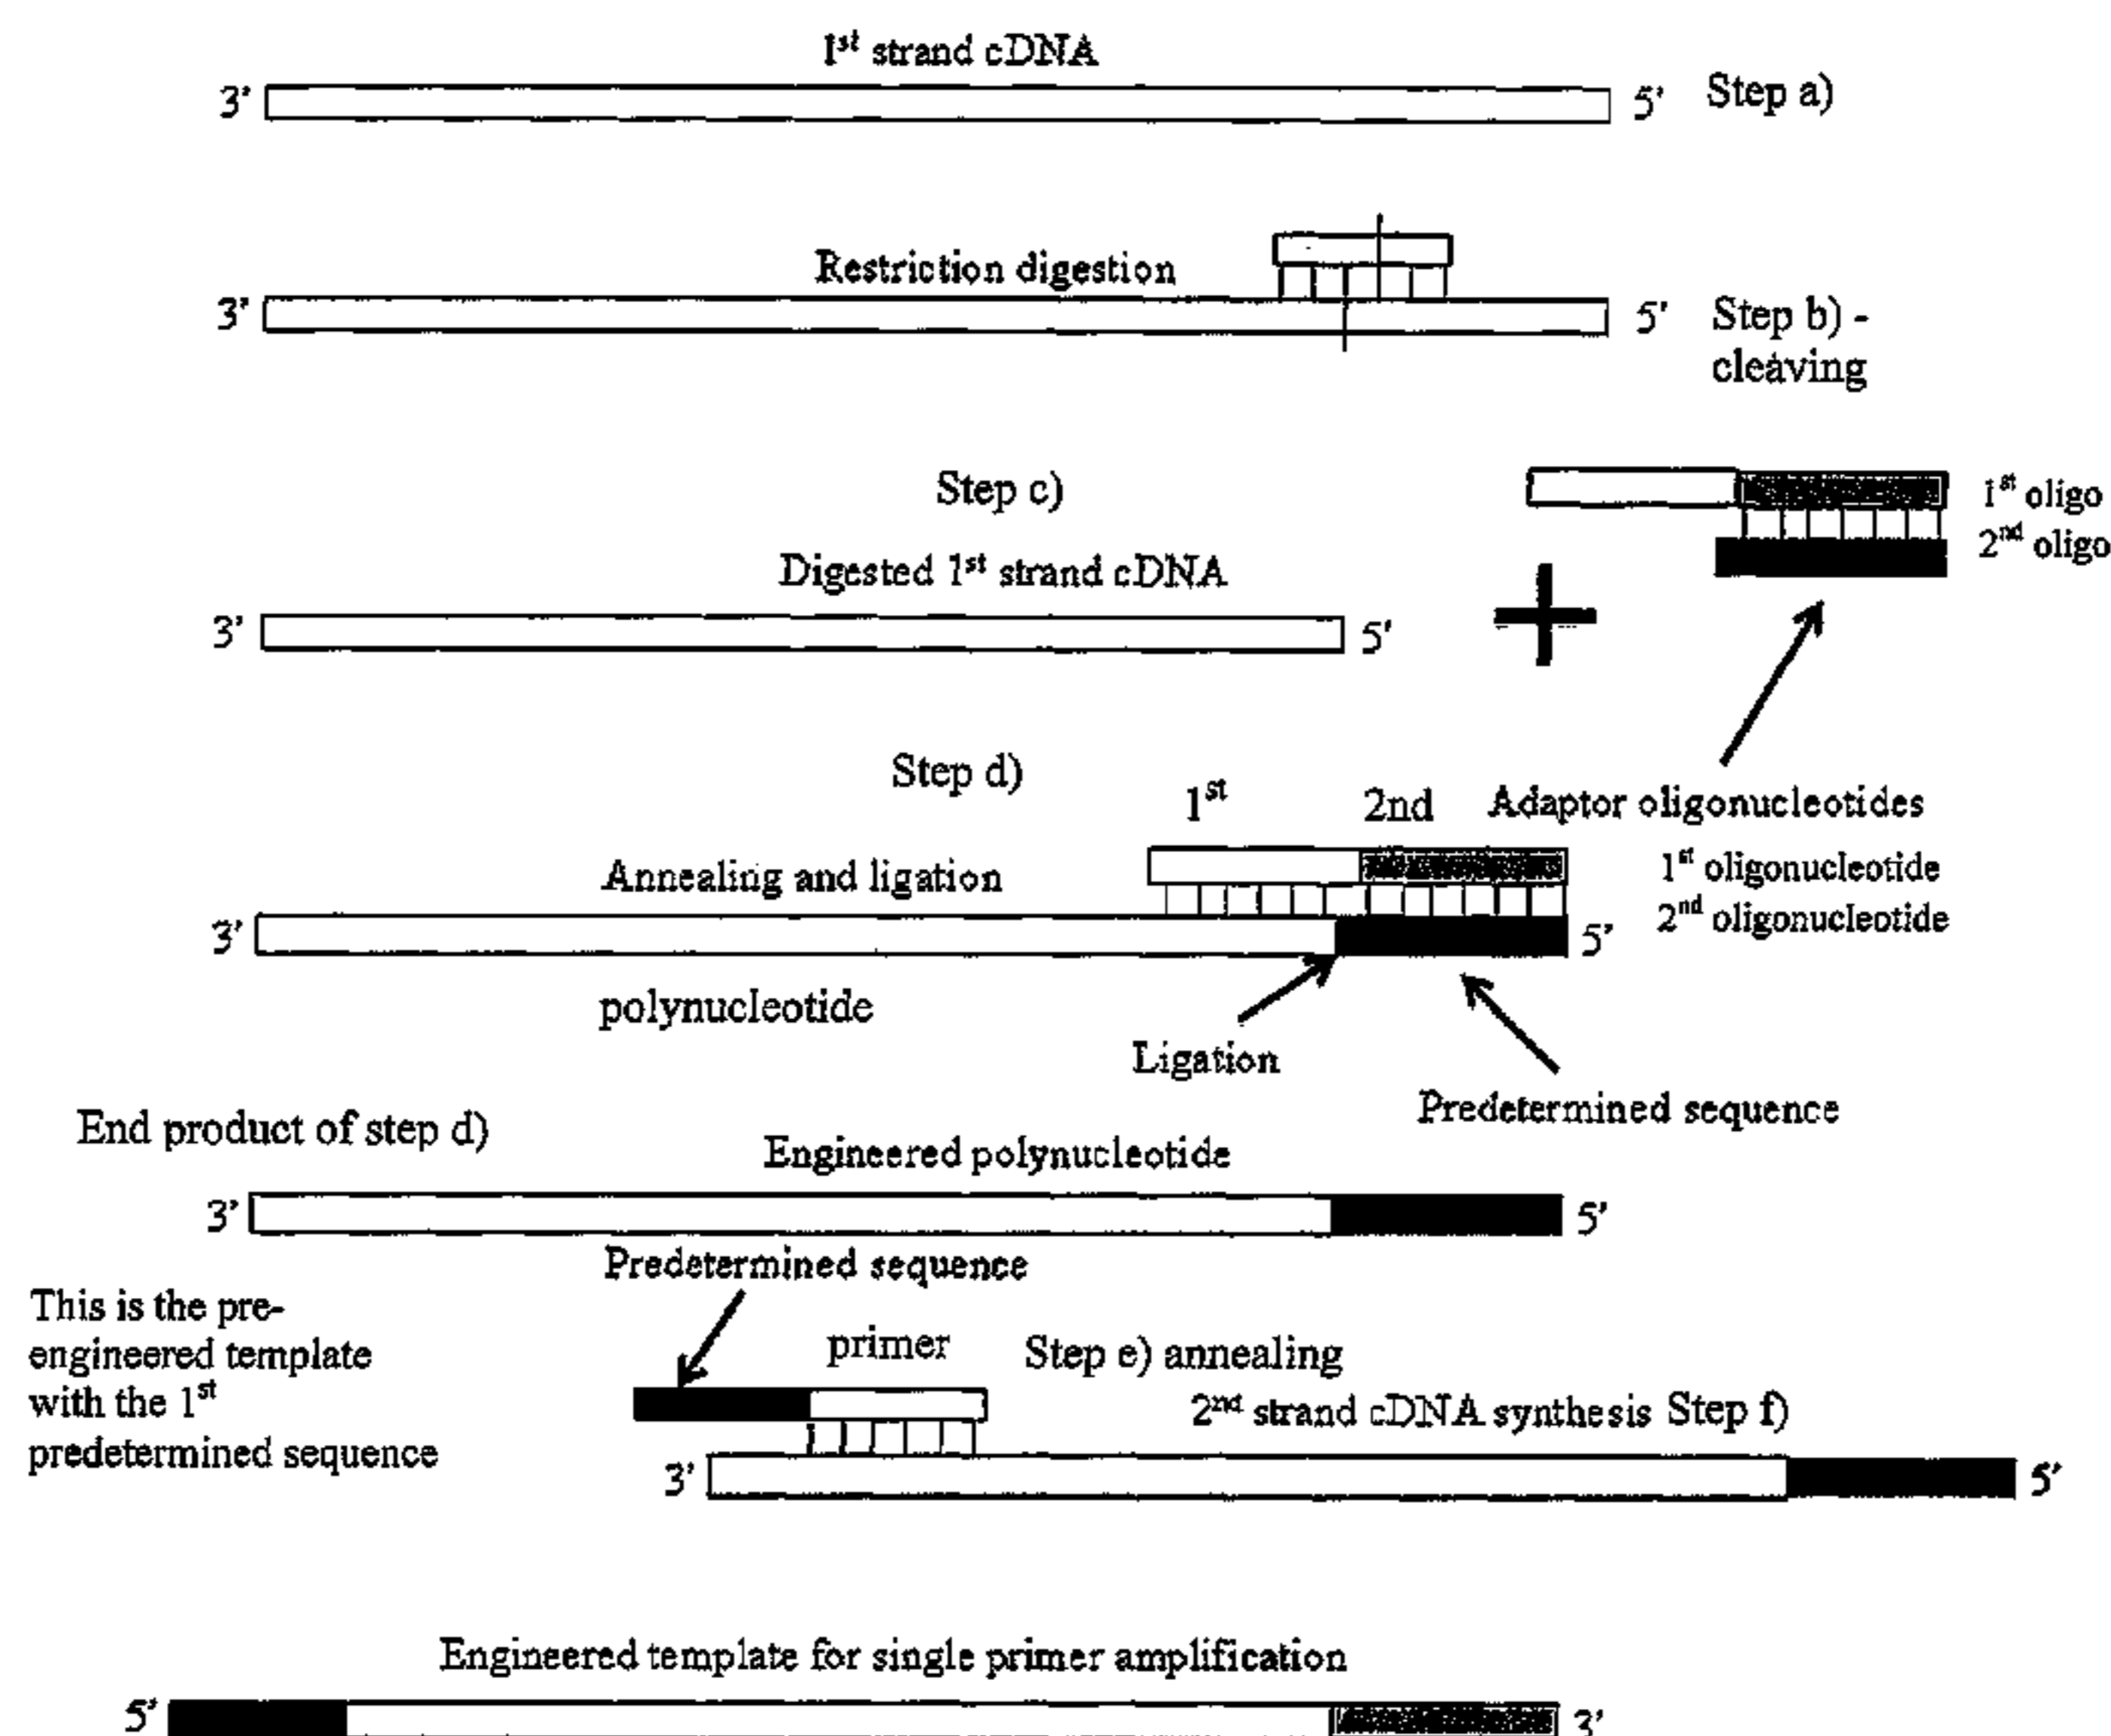 1st strand cDNA
3' 5' Step a)
Restriction digestion
3' 5' Step b) -
cleaving
Step c)
1st oligo
2nd oligo
Digested 1st strand cDNA
3' 5'
Step d)
1st 2nd Adaptor oligonucleotides
Annealing and ligation 1st oligonucleotide
3' 5' 2nd oligonucleotide
polynucleotide
Ligation
Predetermined sequence
End product of step d)
Engineered polynucleotide
3' 5'
Predetermined sequence
This is the pre-
engineered template
with the 1st
predetermined sequence
primer Step e) annealing
2nd strand cDNA synthesis Step f)
3' 5'
Engineered template for single primer amplification
5' 3'